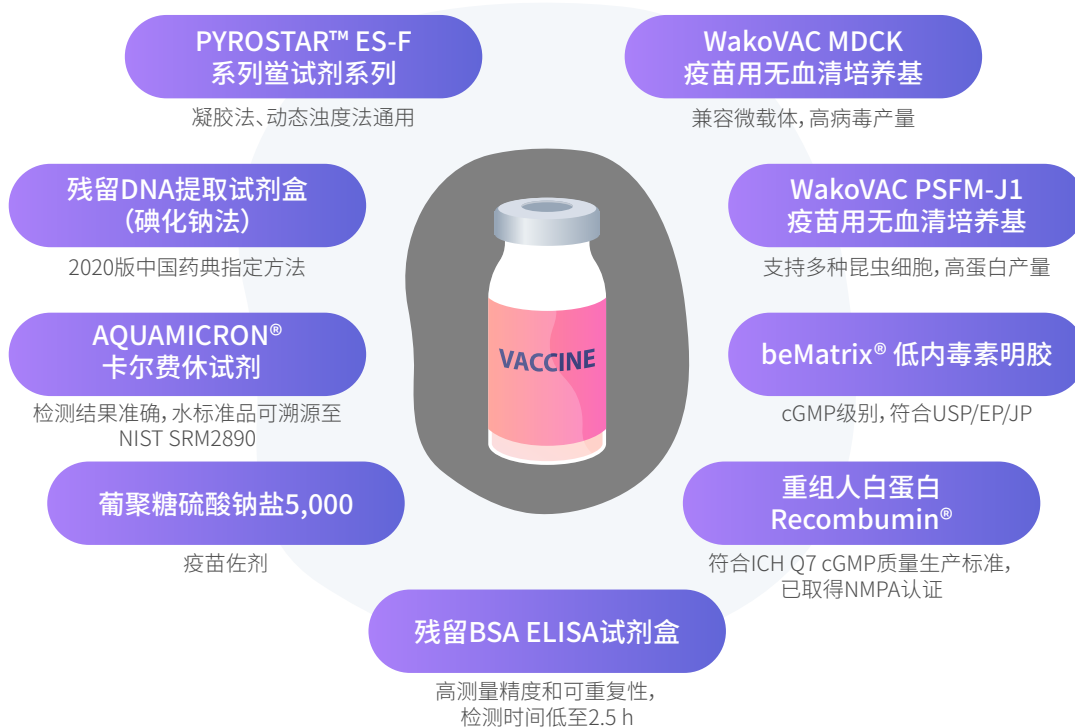 PYROSTAR™ ES-F
系列鲎试剂系列
凝胶法、动态浊度法通用
WakoVAC MDCK
疫苗用无血清培养基
兼容微载体,高病毒产量
残留DNA提取试剂盒
(碘化钠法)
2020版中国药典指定方法
WakoVAC PSFM-J1
疫苗用无血清培养基
支持多种昆虫细胞,高蛋白产量
AQUAMICRON®
卡尔费休试剂
检测结果准确,水标准品可溯源至
NIST SRM2890
VACCINE
beMatrix® 低内毒素明胶
cGMP级别,符合USP/EP/JP
葡聚糖硫酸钠盐5,000
疫苗佐剂
重组人白蛋白
Recombumin®
符合ICH Q7 cGMP质量生产标准,
已取得NMPA认证
残留BSA ELISA试剂盒
高测量精度和可重复性,
检测时间低至2.5 h